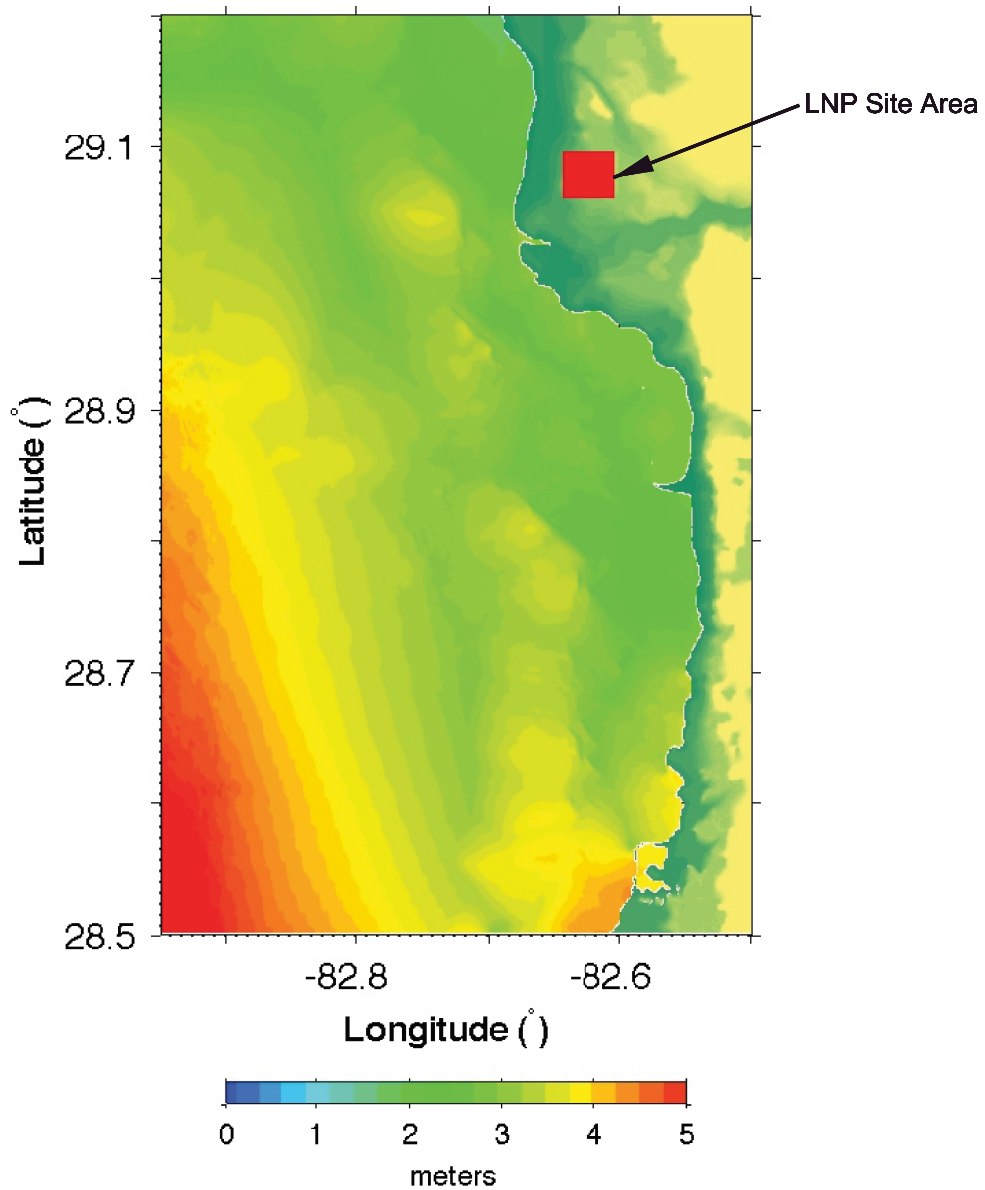 LNP Site Area
29.1
28.9
28.7
28.5
Latitude (°)
-82.8 -82.6
Longitude (°)
0 1 2 3 4 5
meters